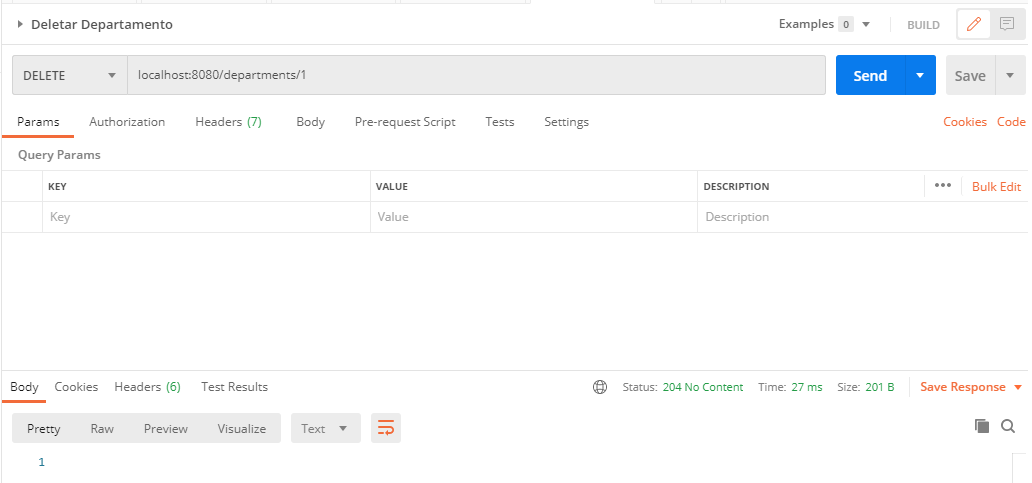 Deletar Departamento Examples 0 BUILD
DELETE localhost:8080/departments/1 Send Save
Params Authorization Headers (7) Body Pre-request Script Tests Settings Cookies Code
Query Params
KEY VALUE DESCRIPTION ••• Bulk Edit
Key Value Description
Body Cookies Headers (6) Test Results Status: 204 No Content Time: 27 ms Size: 201 B Save Response
Pretty Raw Preview Visualize Text
1